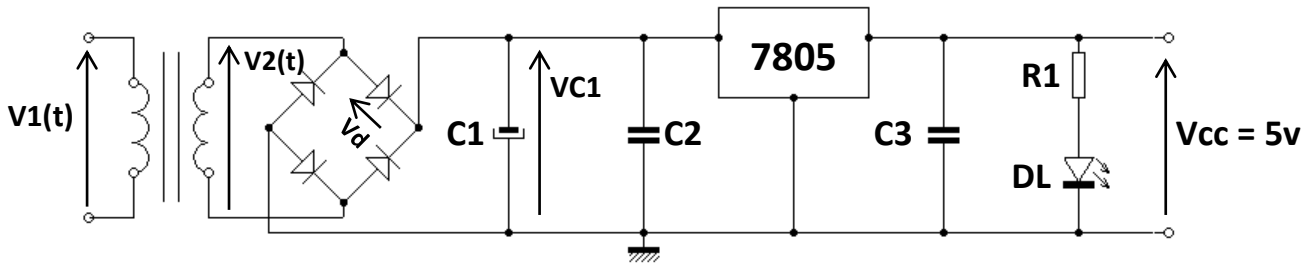 V1(t)
V2(t)
Vd
C1
VC1
C2
7805
C3
R1
DL
Vcc = 5v